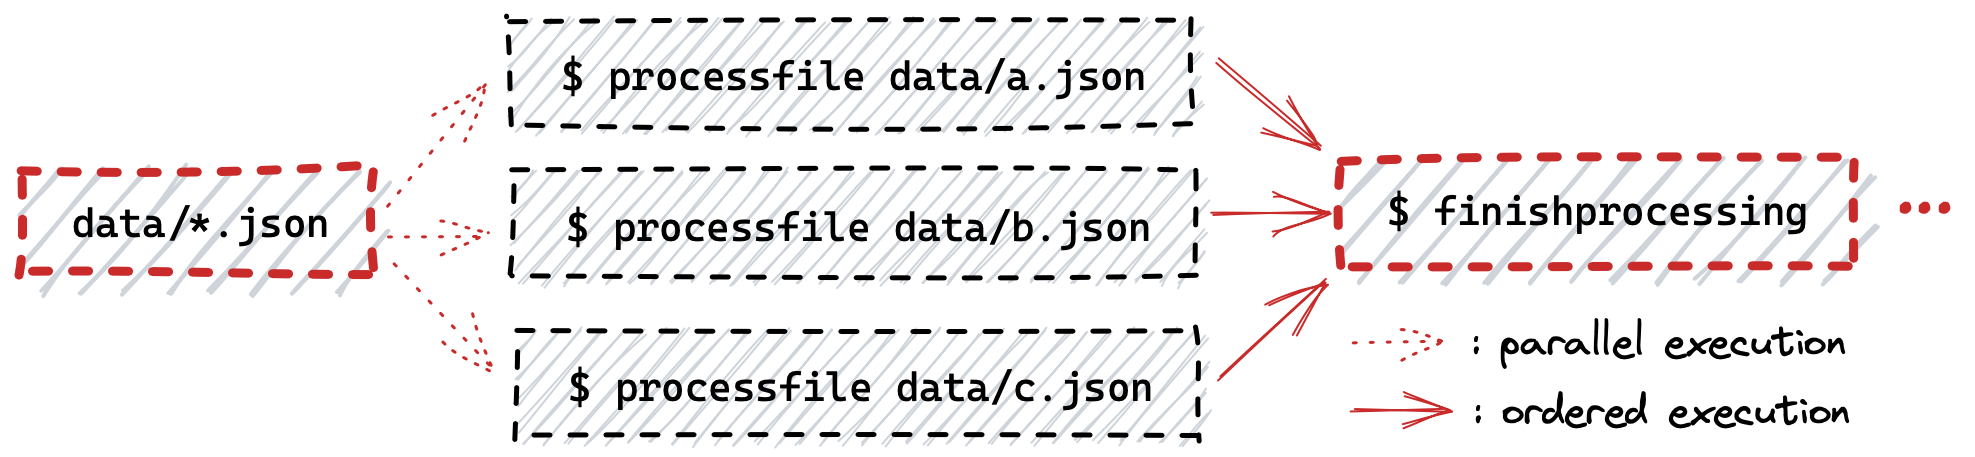 data/*.json
$ processfile data/a.json
$ processfile data/b.json
$ processfile data/c.json
$ finishprocessing
...
: parallel execution
: ordered execution